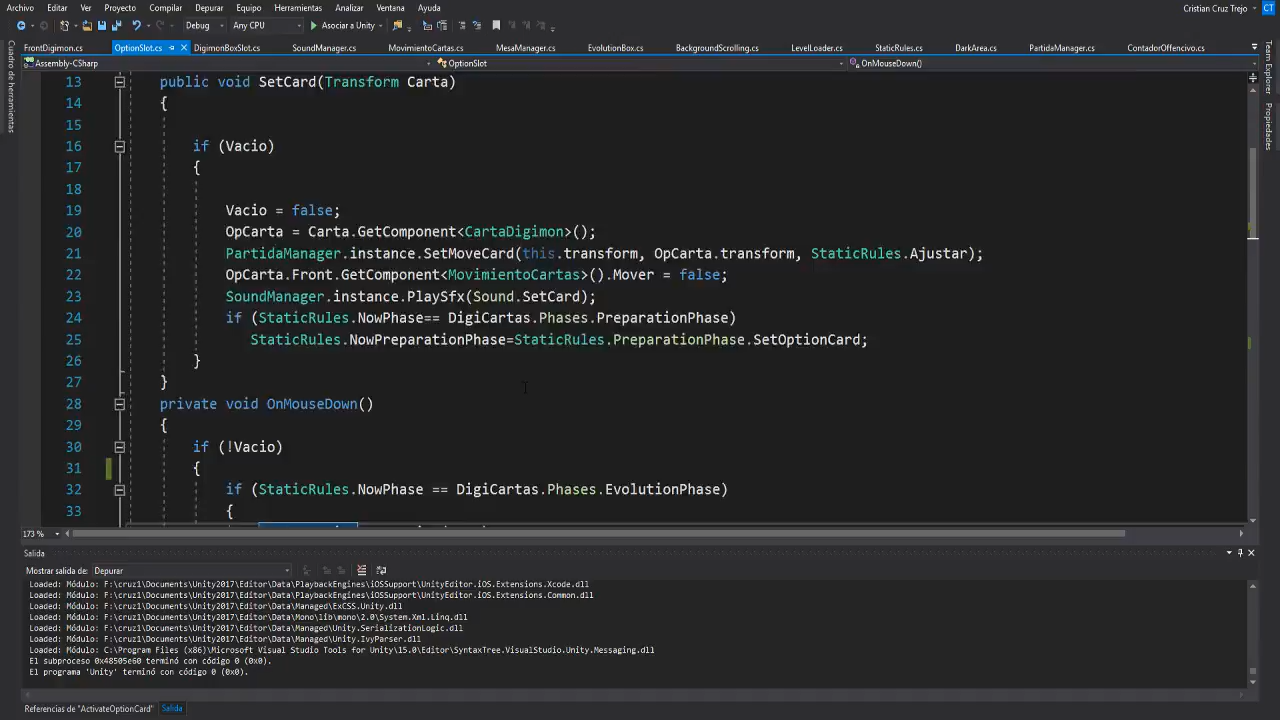 Archivo Editar Ver Proyecto Compilar Depurar Equipo Herramientas Analizar Ventana Ayuda Cristian Cruz Trejo CT
Debug Any CPU Asociar a Unity
FrontDigimon.cs OptionSlot.cs DigimonBoxSlot.cs SoundManager.cs MovimientoCartas.cs MesaManager.cs EvolutionBox.cs BackgroundScrolling.cs LevelLoader.cs StaticRules.cs DarkArea.cs PartidaManager.cs ContadorOffencivo.cs
Assembly-CSharp OptionSlot OnMouseDown()
Cuadro de herramientas
Team Explorer
Propiedades
13 public void SetCard(Transform Carta)
14 {
15
16 if (Vacio)
17 {
18
19 Vacio = false;
20 OpCarta = Carta.GetComponent<CartaDigimon>();
21 PartidaManager.instance.SetMoveCard(this.transform, OpCarta.transform, StaticRules.Ajustar);
22 OpCarta.Front.GetComponent<MovimientoCartas>().Mover = false;
23 SoundManager.instance.PlaySfx(Sound.SetCard);
24 if (StaticRules.NowPhase== DigiCartas.Phases.PreparationPhase)
25 StaticRules.NowPreparationPhase=StaticRules.PreparationPhase.SetOptionCard;
26 }
27 }
28 private void OnMouseDown()
29 {
30 if (!Vacio)
31 {
32 if (StaticRules.NowPhase == DigiCartas.Phases.EvolutionPhase)
33 {
173 %
Salida
Mostrar salida de: Depurar
Loaded: Módulo: F:\cruz1\Documents\Unity2017\Editor\Data\PlaybackEngines\iOSSupport\UnityEditor.iOS.Extensions.Xcode.dll
Loaded: Módulo: F:\cruz1\Documents\Unity2017\Editor\Data\PlaybackEngines\iOSSupport\UnityEditor.iOS.Extensions.Common.dll
Loaded: Módulo: F:\cruz1\Documents\Unity2017\Editor\Data\Managed\ExCSS.Unity.dll
Loaded: Módulo: F:\cruz1\Documents\Unity2017\Editor\Data\Mono\lib\mono\2.0\System.Xml.Linq.dll
Loaded: Módulo: F:\cruz1\Documents\Unity2017\Editor\Data\Managed\Unity.SerializationLogic.dll
Loaded: Módulo: F:\cruz1\Documents\Unity2017\Editor\Data\Managed\Unity.IvyParser.dll
Loaded: Módulo: C:\Program Files (x86)\Microsoft Visual Studio Tools for Unity\15.0\Editor\SyntaxTree.VisualStudio.Unity.Messaging.dll
El subproceso 0x48505e60 terminó con código 0 (0x0).
El programa 'Unity' terminó con código 0 (0x0).
Referencias de "ActivateOptionCard" Salida